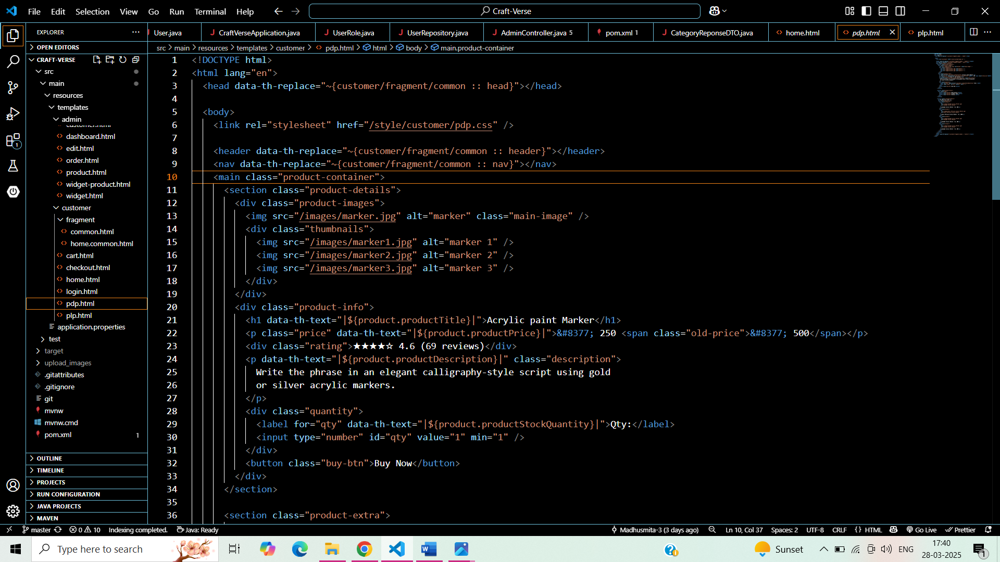 File Edit Selection View Go Run Terminal Help
Craft-Verse
EXPLORER
User.java
CraftVerseApplication.java
UserRole.java
UserRepository.java
AdminController.java 5
pom.xml 1
CategoryReponseDTO.java
home.html
pdp.html
plp.html
src > main > resources > templates > customer > pdp.html > html > body > main.product-container
OPEN EDITORS
CRAFT-VERSE
src
main
resources
templates
admin
customer.html
dashboard.html
edit.html
order.html
product.html
widget-product.html
widget.html
customer
fragment
common.html
home.common.html
cart.html
checkout.html
home.html
login.html
pdp.html
plp.html
application.properties
test
target
upload_images
.gitattributes
.gitignore
git
mvnw
mvnw.cmd
pom.xml 1
OUTLINE
TIMELINE
PROJECTS
RUN CONFIGURATION
JAVA PROJECTS
MAVEN
1
1 <!DOCTYPE html>
2 <html lang="en">
3 <head data-th-replace="~{customer/fragment/common :: head}"></head>
4
5 <body>
6 <link rel="stylesheet" href="/style/customer/pdp.css" />
7
8 <header data-th-replace="~{customer/fragment/common :: header}"></header>
9 <nav data-th-replace="~{customer/fragment/common :: nav}"></nav>
10 <main class="product-container">
11 <section class="product-details">
12 <div class="product-images">
13 <img src="/images/marker.jpg" alt="marker" class="main-image" />
14 <div class="thumbnails">
15 <img src="/images/marker1.jpg" alt="marker 1" />
16 <img src="/images/marker2.jpg" alt="marker 2" />
17 <img src="/images/marker3.jpg" alt="marker 3" />
18 </div>
19 </div>
20 <div class="product-info">
21 <h1 data-th-text="|${product.productTitle}|">Acrylic paint Marker</h1>
22 <p class="price" data-th-text="|${product.productPrice}|">&#8377; 250 <span class="old-price">&#8377; 500</span></p>
23 <div class="rating">★★★★☆ 4.6 (69 reviews)</div>
24 <p data-th-text="|${product.productDescription}|" class="description">
25 Write the phrase in an elegant calligraphy-style script using gold
26 or silver acrylic markers.
27 </p>
28 <div class="quantity">
29 <label for="qty" data-th-text="|${product.productStockQuantity}|">Qty:</label>
30 <input type="number" id="qty" value="1" min="1" />
31 </div>
32 <button class="buy-btn">Buy Now</button>
33 </div>
34 </section>
35
36 <section class="product-extra">
master 0 10 Indexing completed. Java: Ready
Madhusmita-3 (3 days ago) Ln 10, Col 37 Spaces: 2 UTF-8 CRLF {} HTML Go Live Prettier
Type here to search
Sunset
ENG
17:40
28-03-2025
1